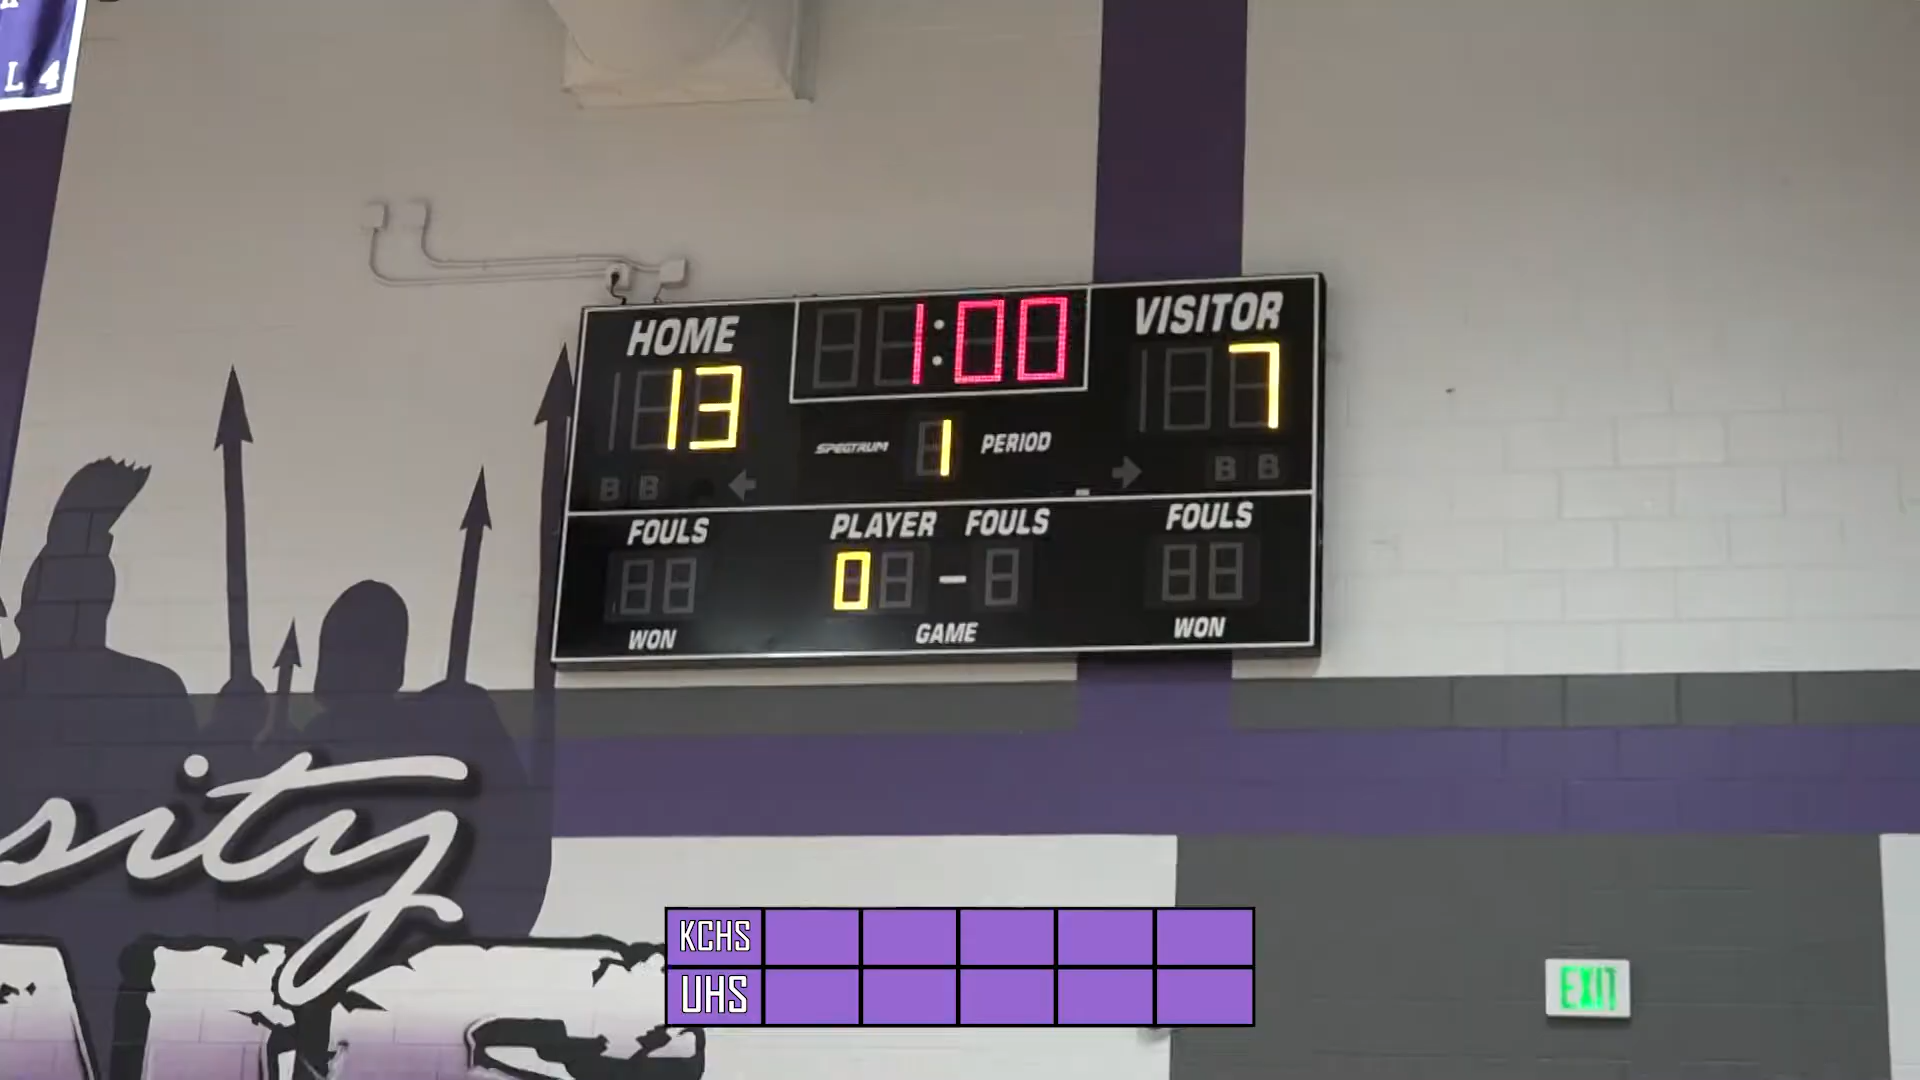 L 4
HOME
1:00
VISITOR
13
7
SPECTRUM
1
PERIOD
B B
B B
FOULS
PLAYER
FOULS
FOULS
0
WON
GAME
WON
sity
KCHS
UHS
EXIT